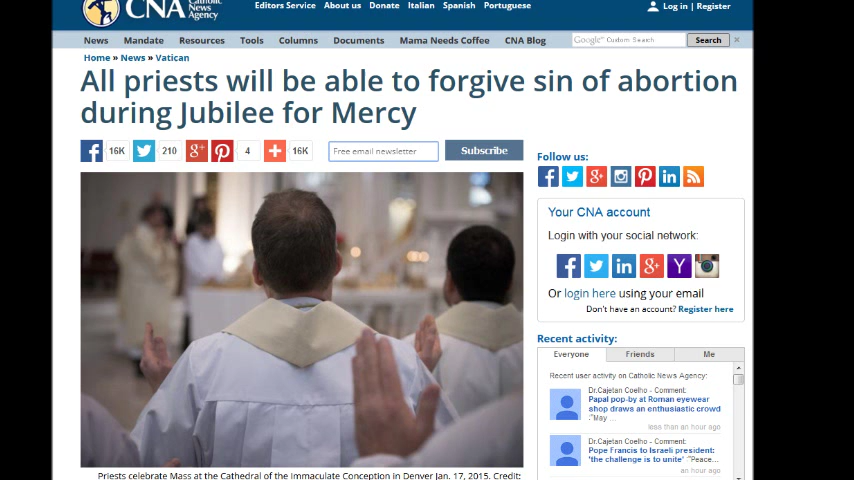 CNA Catholic
News
Agency
Editors Service About us Donate Italian Spanish Portuguese
Log in | Register
News Mandate Resources Tools Columns Documents Mama Needs Coffee CNA Blog
Google™ Custom Search Search ×
Home » News » Vatican
All priests will be able to forgive sin of abortion
during Jubilee for Mercy
16K 210 4 16K
Free email newsletter Subscribe
Follow us:
Your CNA account
Login with your social network:
Or login here using your email
Don't have an account? Register here
Recent activity:
Everyone Friends Me
Recent user activity on Catholic News Agency:
Dr.Cajetan Coelho - Comment:
Papal pop-by at Roman eyewear
shop draws an enthusiastic crowd
:"May ...
less than an hour ago
Dr.Cajetan Coelho - Comment:
Pope Francis to Israeli president:
'the challenge is to unite' :"Peace...
an hour ago
Priests celebrate Mass at the Cathedral of the Immaculate Conception in Denver Jan. 17, 2015. Credit: